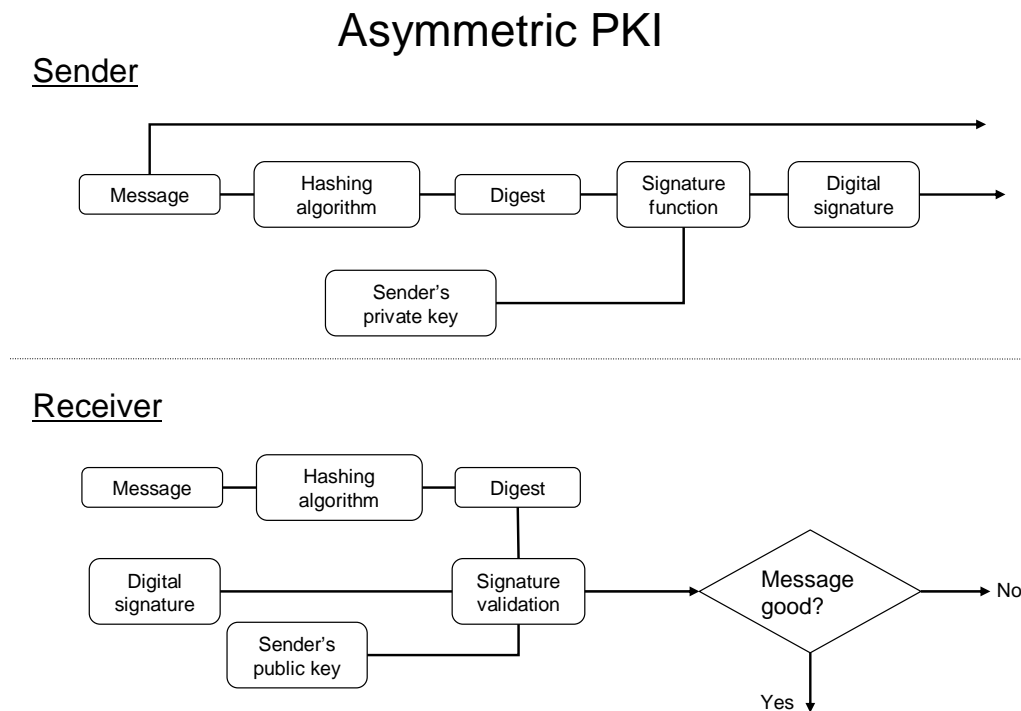 Asymmetric PKI
Sender
Message
Hashing
algorithm
Digest
Signature
function
Digital
signature
Sender’s
private key
Receiver
Message
Hashing
algorithm
Digest
Digital
signature
Signature
validation
Sender’s
public key
Message
good?
No
Yes